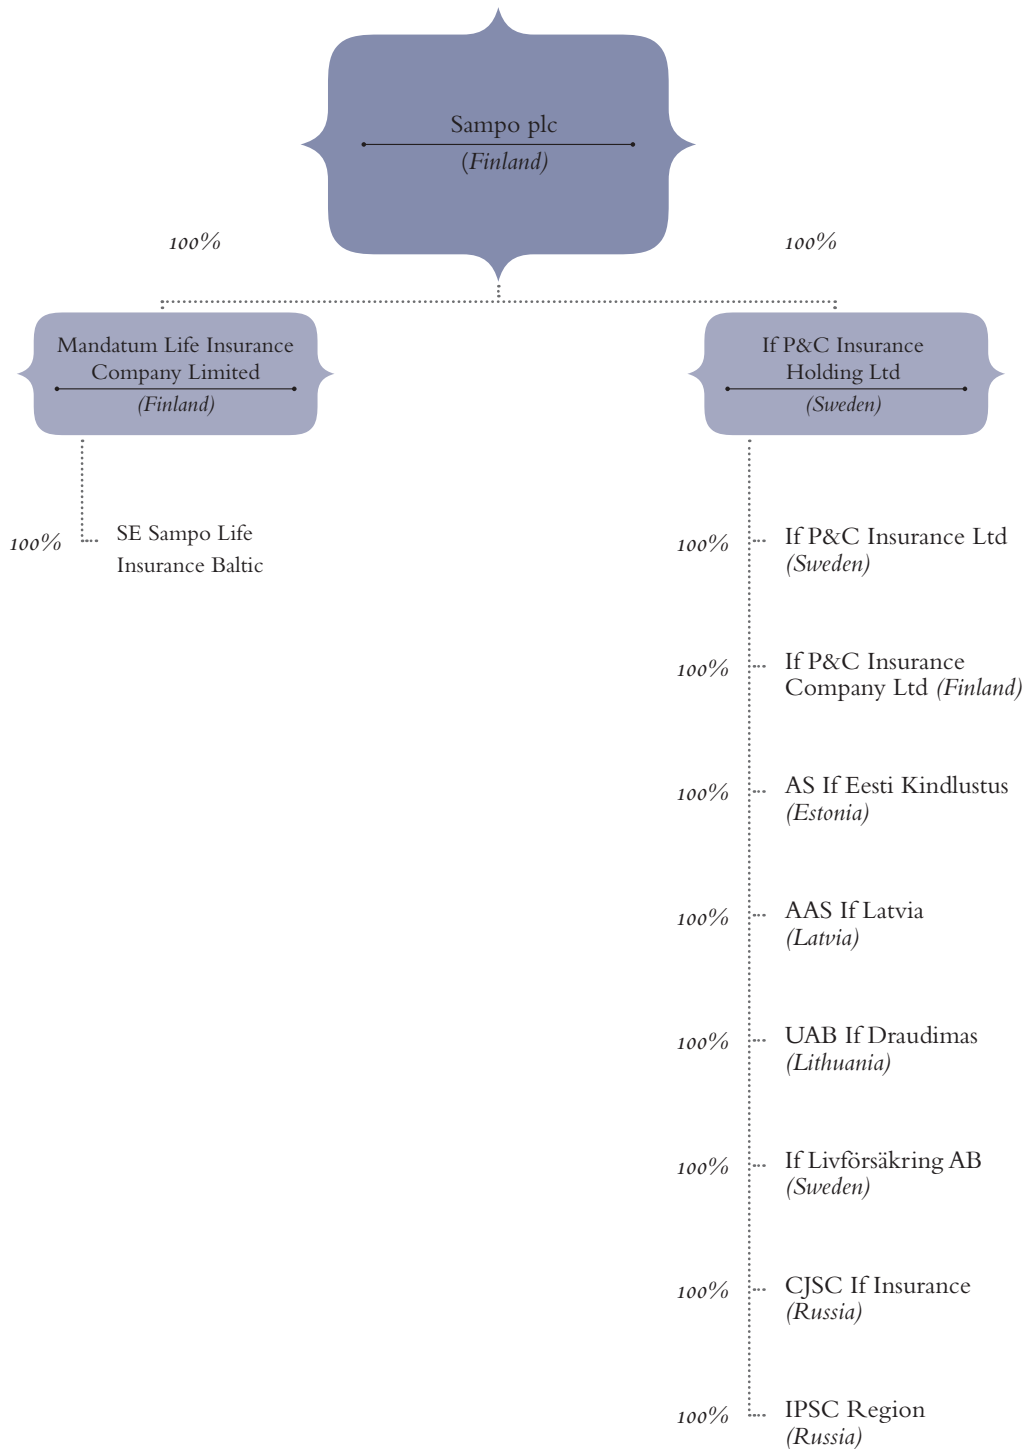 Sampo plc
(Finland)
100%
100%
Mandatum Life Insurance
Company Limited
(Finland)
If P&C Insurance
Holding Ltd
(Sweden)
100%
SE Sampo Life
Insurance Baltic
100%
If P&C Insurance Ltd
(Sweden)
100%
If P&C Insurance
Company Ltd (Finland)
100%
AS If Eesti Kindlustus
(Estonia)
100%
AAS If Latvia
(Latvia)
100%
UAB If Draudimas
(Lithuania)
100%
If Livförsäkring AB
(Sweden)
100%
CJSC If Insurance
(Russia)
100%
IPSC Region
(Russia)